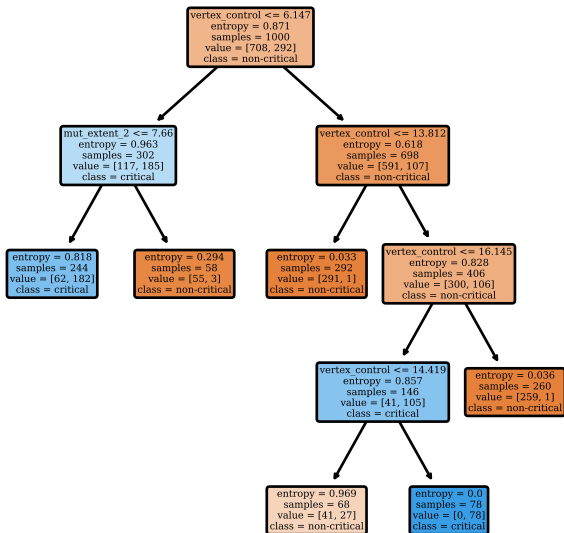 vertex_control <= 6.147
entropy = 0.871
samples = 1000
value = [708, 292]
class = non-critical
mut_extent_2 <= 7.66
entropy = 0.963
samples = 302
value = [117, 185]
class = critical
vertex_control <= 13.812
entropy = 0.618
samples = 698
value = [591, 107]
class = non-critical
entropy = 0.818
samples = 244
value = [62, 182]
class = critical
entropy = 0.294
samples = 58
value = [55, 3]
class = non-critical
entropy = 0.033
samples = 292
value = [291, 1]
class = non-critical
vertex_control <= 16.145
entropy = 0.828
samples = 406
value = [300, 106]
class = non-critical
vertex_control <= 14.419
entropy = 0.857
samples = 146
value = [41, 105]
class = critical
entropy = 0.036
samples = 260
value = [259, 1]
class = non-critical
entropy = 0.969
samples = 68
value = [41, 27]
class = non-critical
entropy = 0.0
samples = 78
value = [0, 78]
class = critical